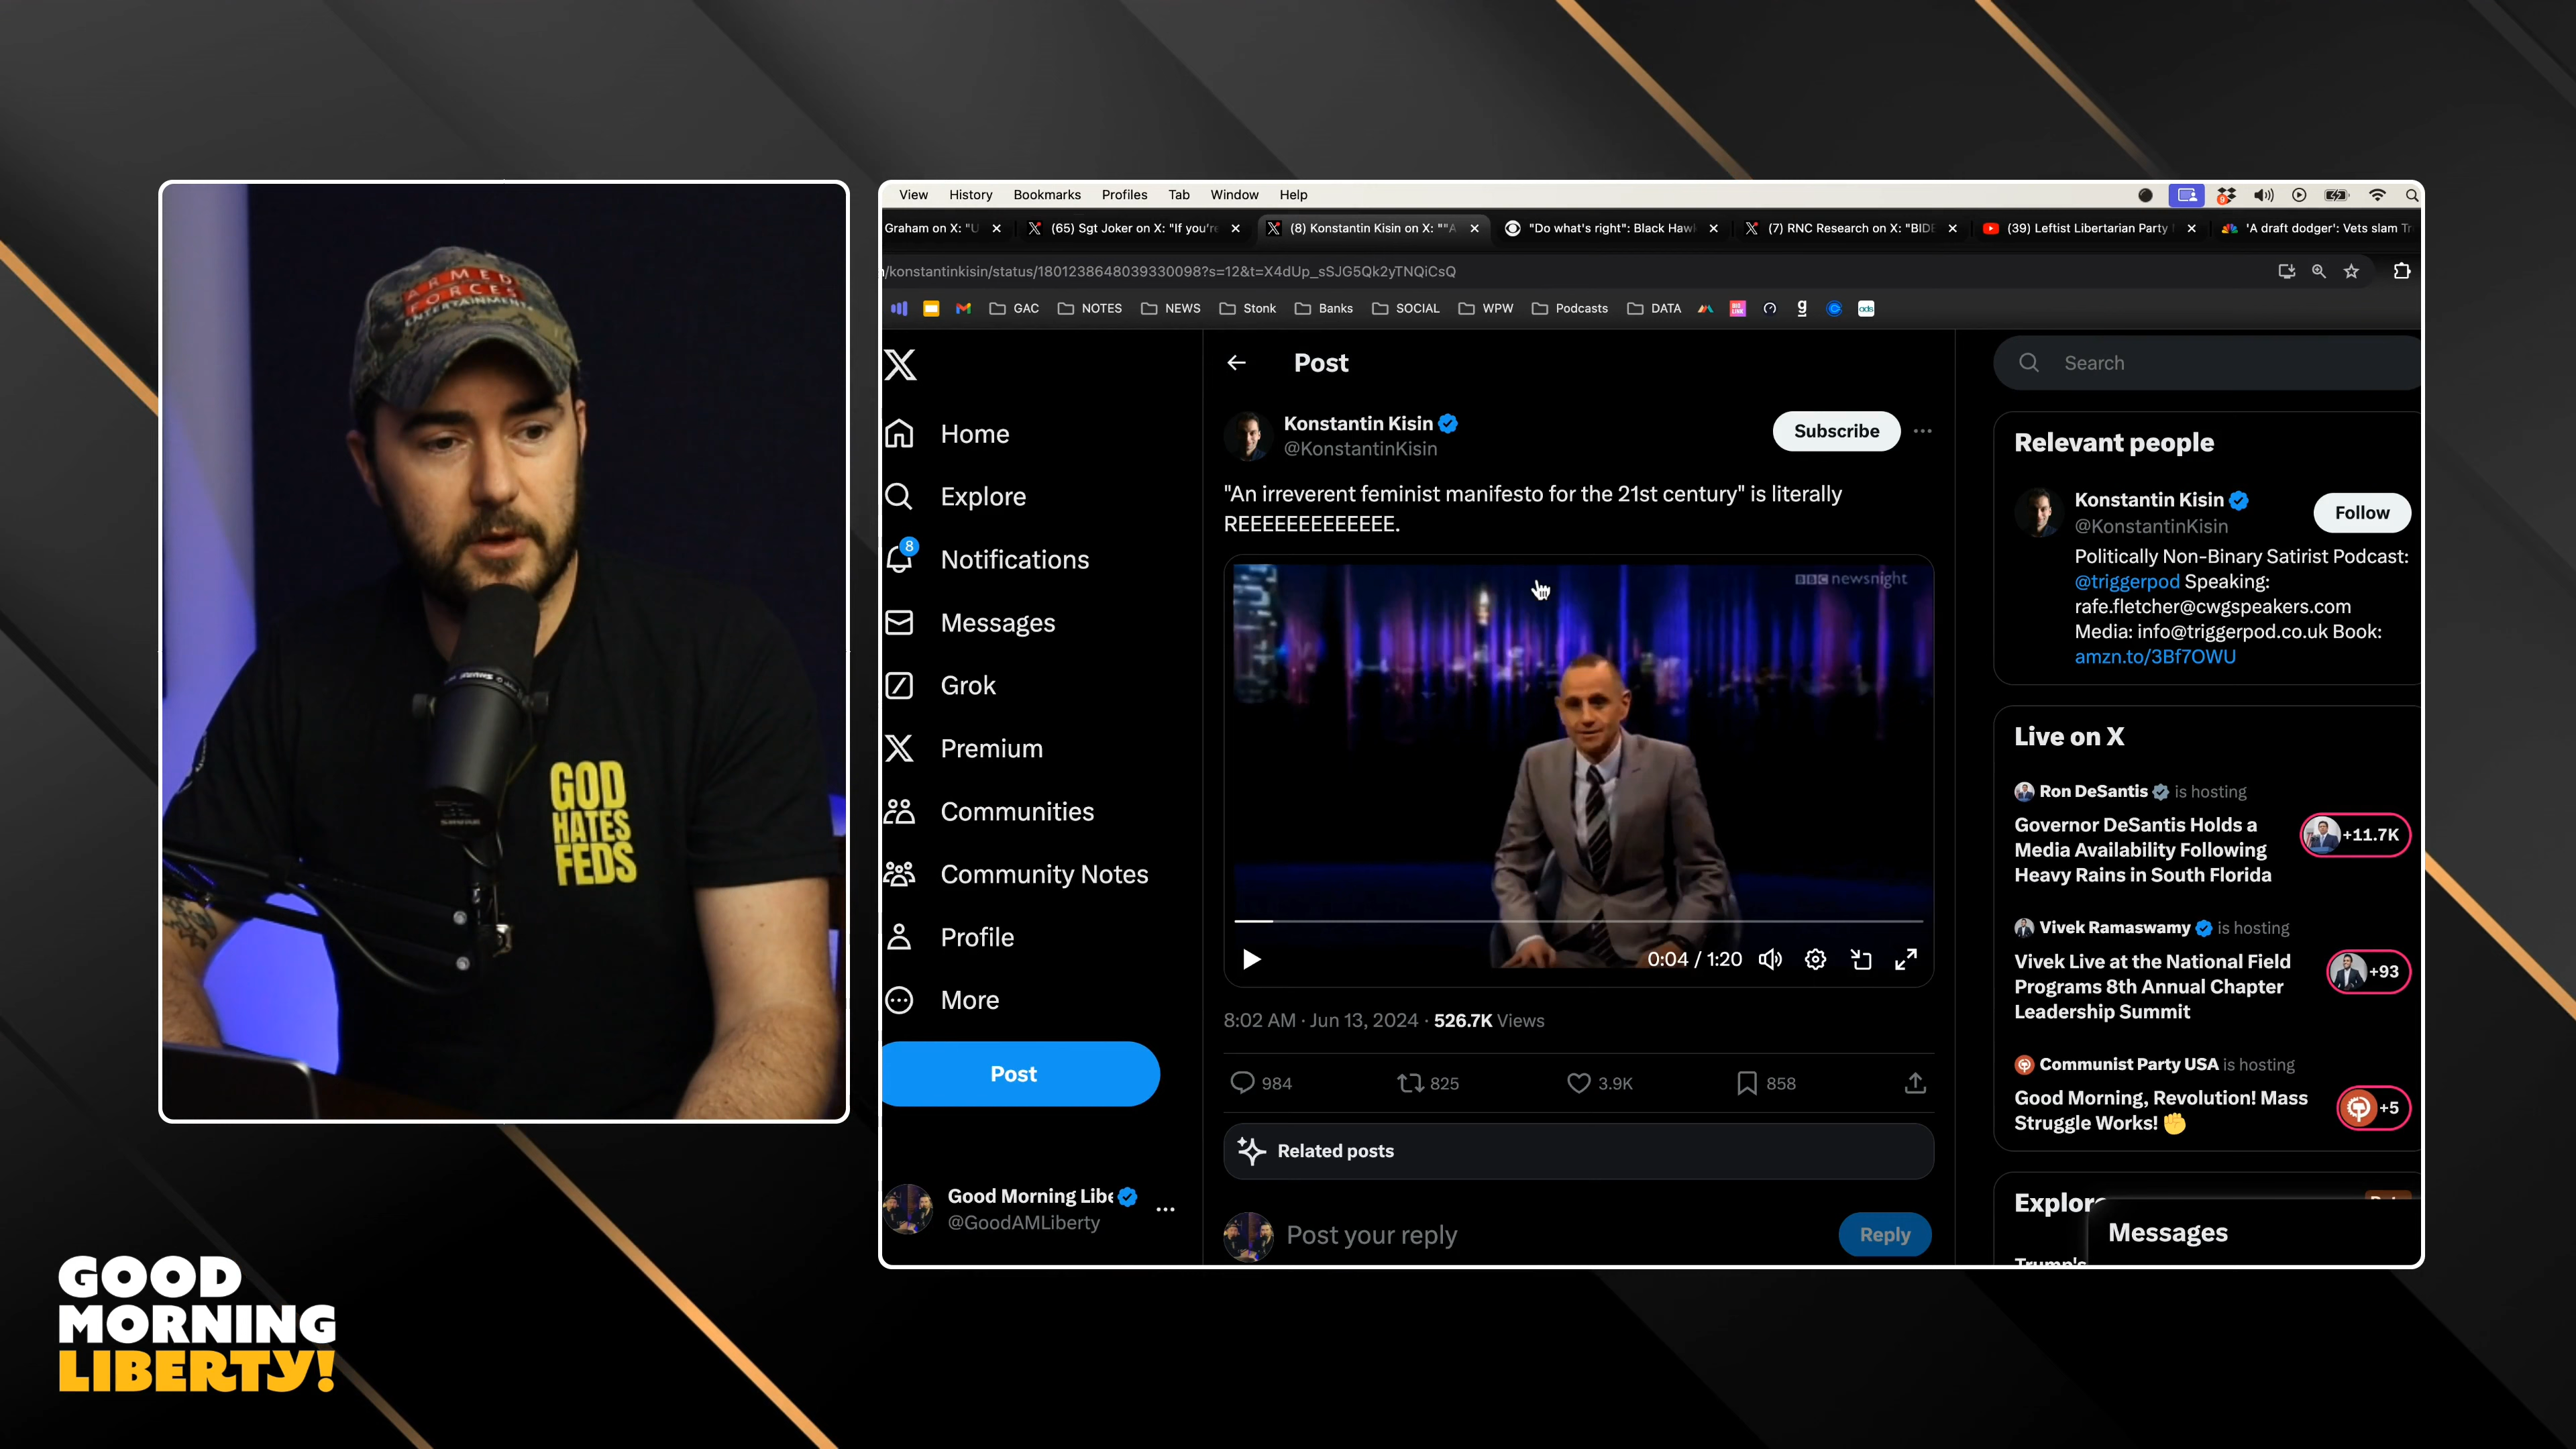 ARMED
FORCES
ENTERTAINMENT
GOD
HATES
FEDS
GOOD
MORNING
LIBERTY!
View History Bookmarks Profiles Tab Window Help
Graham on X: "U
(65) Sgt Joker on X: "If you're
(8) Konstantin Kisin on X: ""A
"Do what's right": Black Haw
(7) RNC Research on X: "BIDE
(39) Leftist Libertarian Party
'A draft dodger': Vets slam Tr
/konstantinkisin/status/1801238648039330098?s=12&t=X4dUp_sSJG5Qk2yTNQiCsQ
GAC NOTES NEWS Stonk Banks SOCIAL WPW Podcasts DATA
ads
Home
Explore
8
Notifications
Messages
Grok
Premium
Communities
Community Notes
Profile
More
Post
Good Morning Libe
@GoodAMLiberty
Post
Konstantin Kisin
@KonstantinKisin
Subscribe
"An irreverent feminist manifesto for the 21st century" is literally
REEEEEEEEEEEEE.
BBC newsnight
0:04 / 1:20
8:02 AM · Jun 13, 2024 · 526.7K Views
984 825 3.9K 858
Related posts
Post your reply
Reply
Search
Relevant people
Konstantin Kisin
@KonstantinKisin
Follow
Politically Non-Binary Satirist Podcast:
@triggerpod Speaking:
rafe.fletcher@cwgspeakers.com
Media: info@triggerpod.co.uk Book:
amzn.to/3Bf7OWU
Live on X
Ron DeSantis is hosting
Governor DeSantis Holds a
Media Availability Following
Heavy Rains in South Florida
+11.7K
Vivek Ramaswamy is hosting
Vivek Live at the National Field
Programs 8th Annual Chapter
Leadership Summit
+93
Communist Party USA is hosting
Good Morning, Revolution! Mass
Struggle Works! ✊
+5
Explore
Messages
Trump's